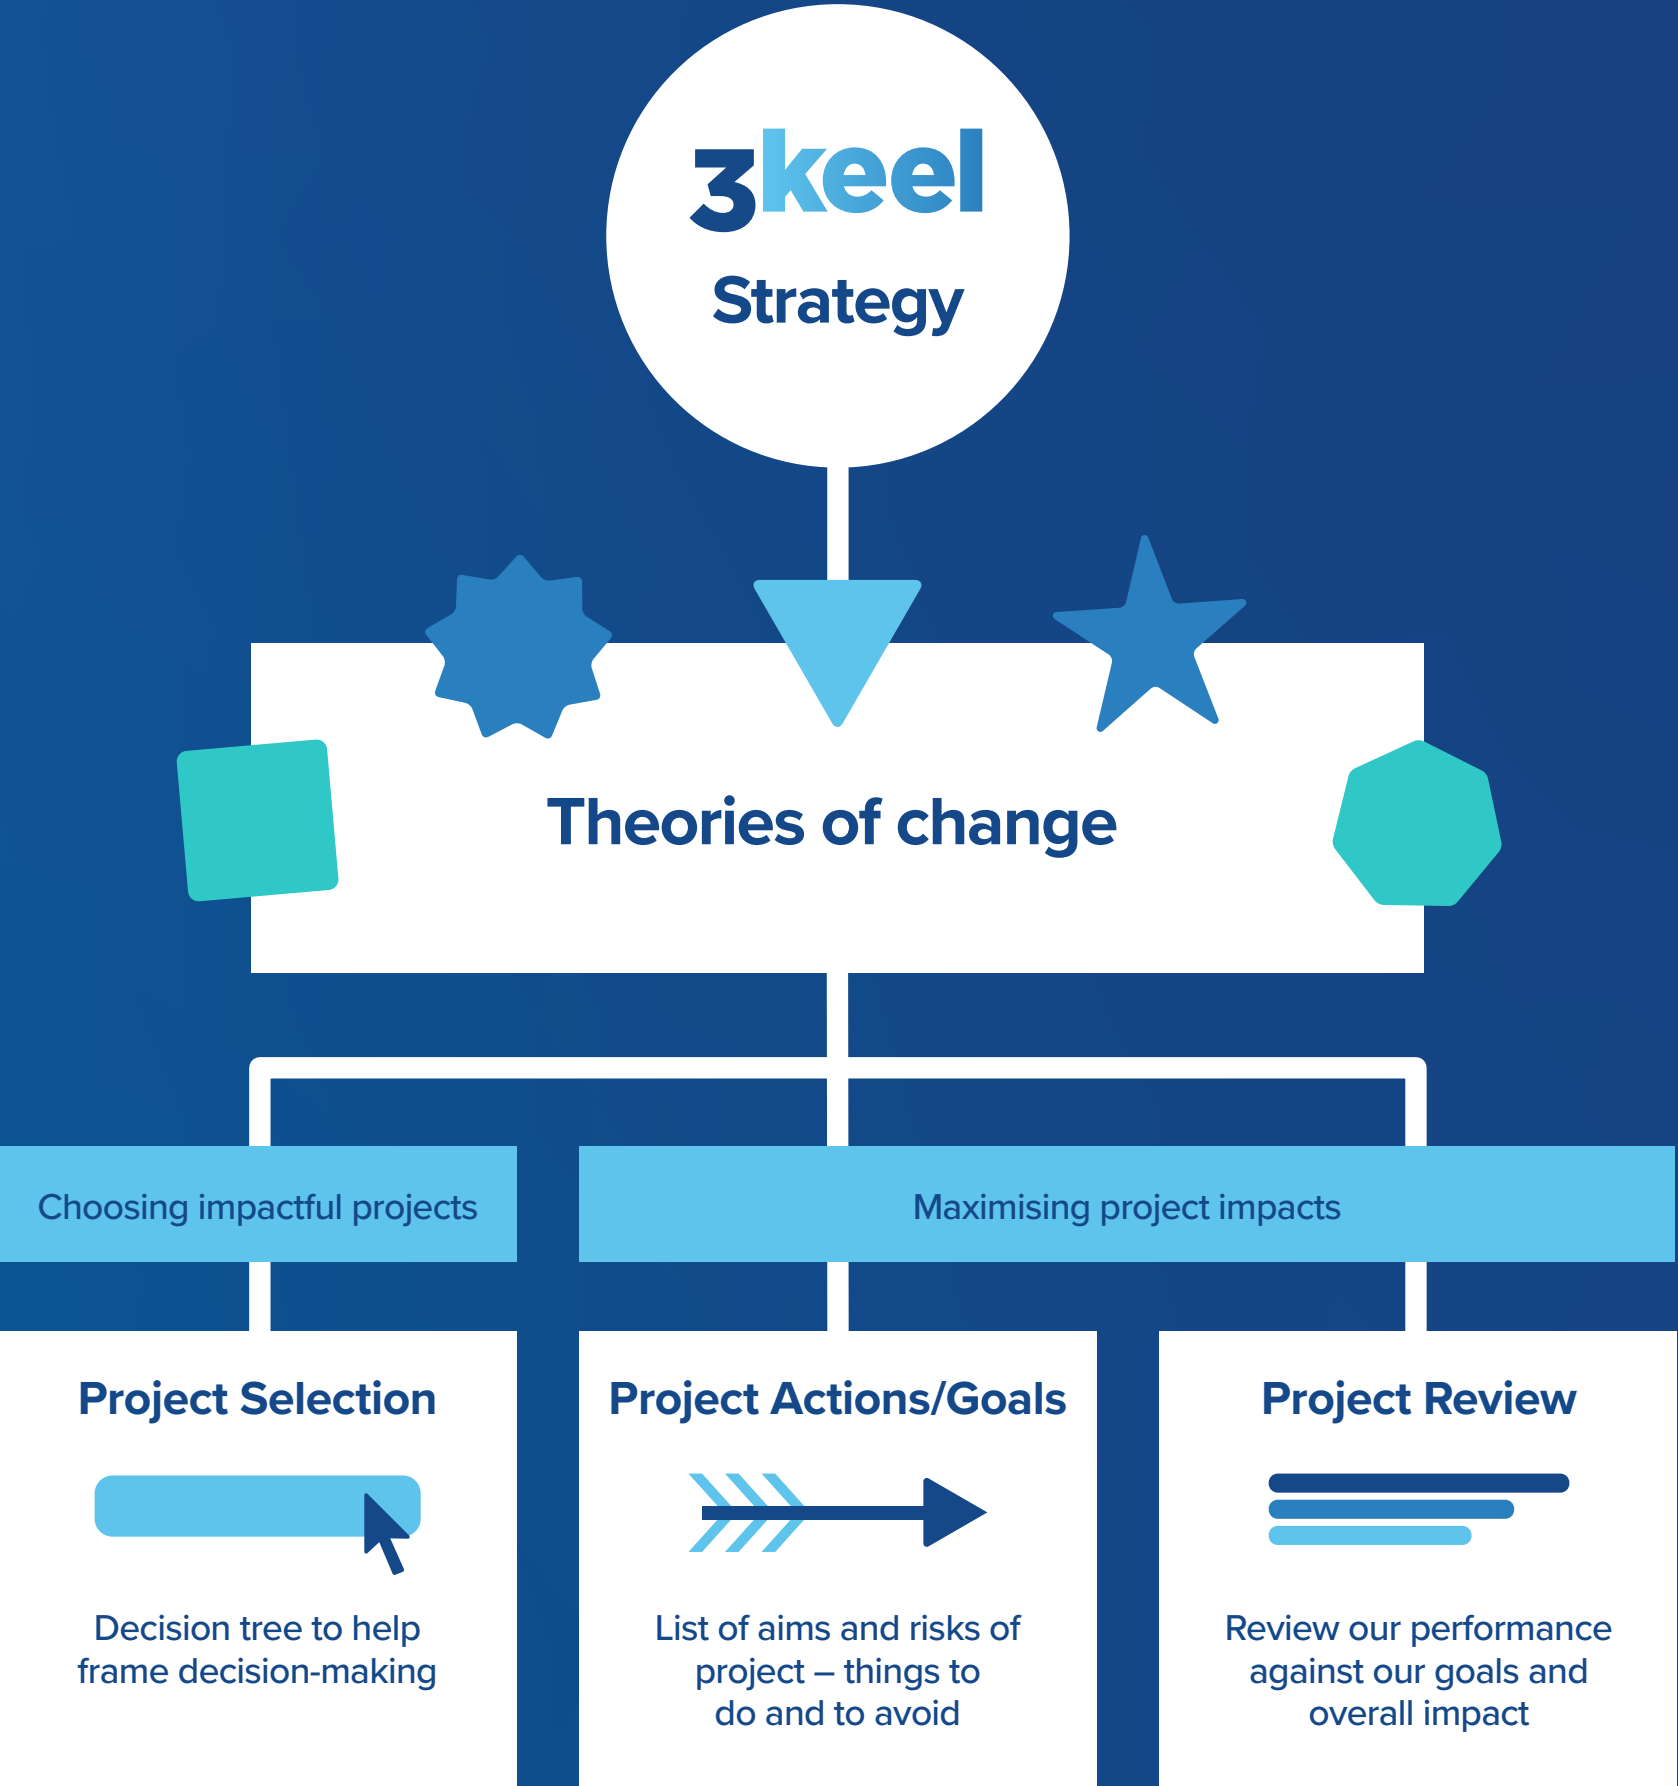 3keel
Strategy
Theories of change
Choosing impactful projects
Maximising project impacts
Project Selection
Decision tree to help
frame decision-making
Project Actions/Goals
List of aims and risks of
project – things to
do and to avoid
Project Review
Review our performance
against our goals and
overall impact